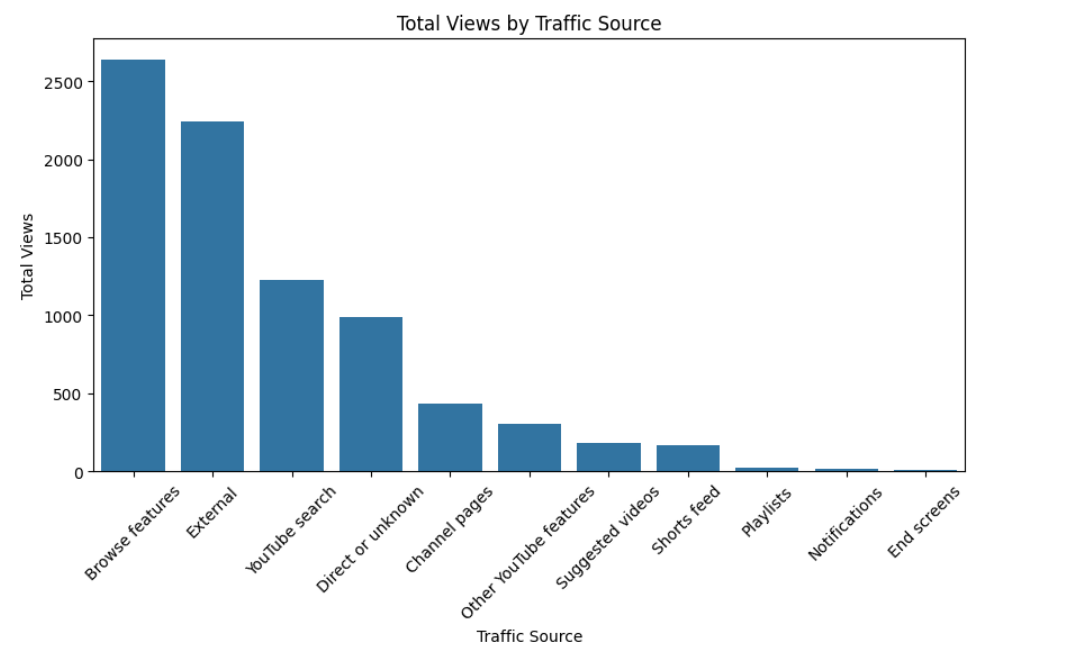 Total Views by Traffic Source
Total Views
2500
2000
1500
1000
500
0
Browse features
External
YouTube search
Direct or unknown
Channel pages
Other YouTube features
Suggested videos
Shorts feed
Playlists
Notifications
End screens
Traffic Source